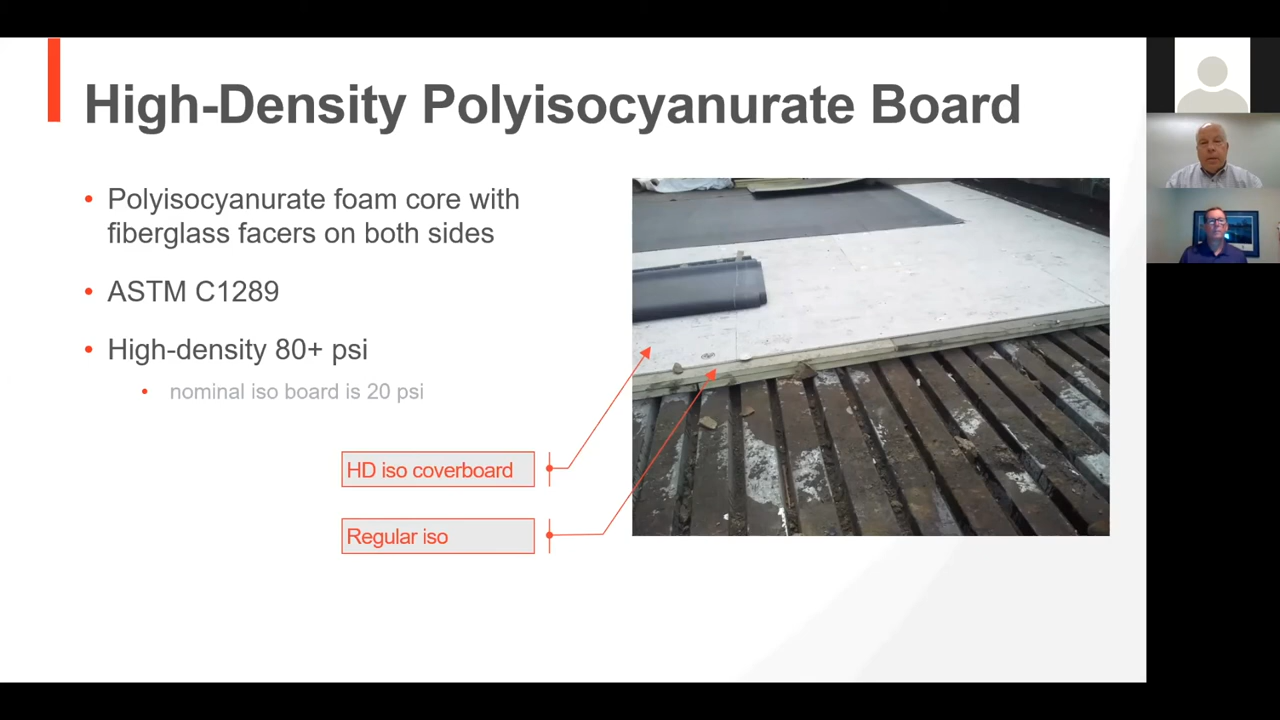 High-Density Polyisocyanurate Board
• Polyisocyanurate foam core with
fiberglass facers on both sides
• ASTM C1289
• High-density 80+ psi
• nominal iso board is 20 psi
HD iso coverboard
Regular iso